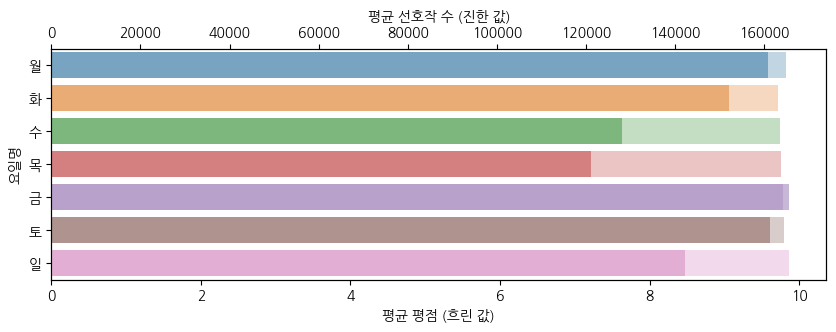 평균 선호작 수 (진한 값)
0 20000 40000 60000 80000 100000 120000 140000 160000
요일명
월
화
수
목
금
토
일
0 2 4 6 8 10
평균 평점 (흐린 값)